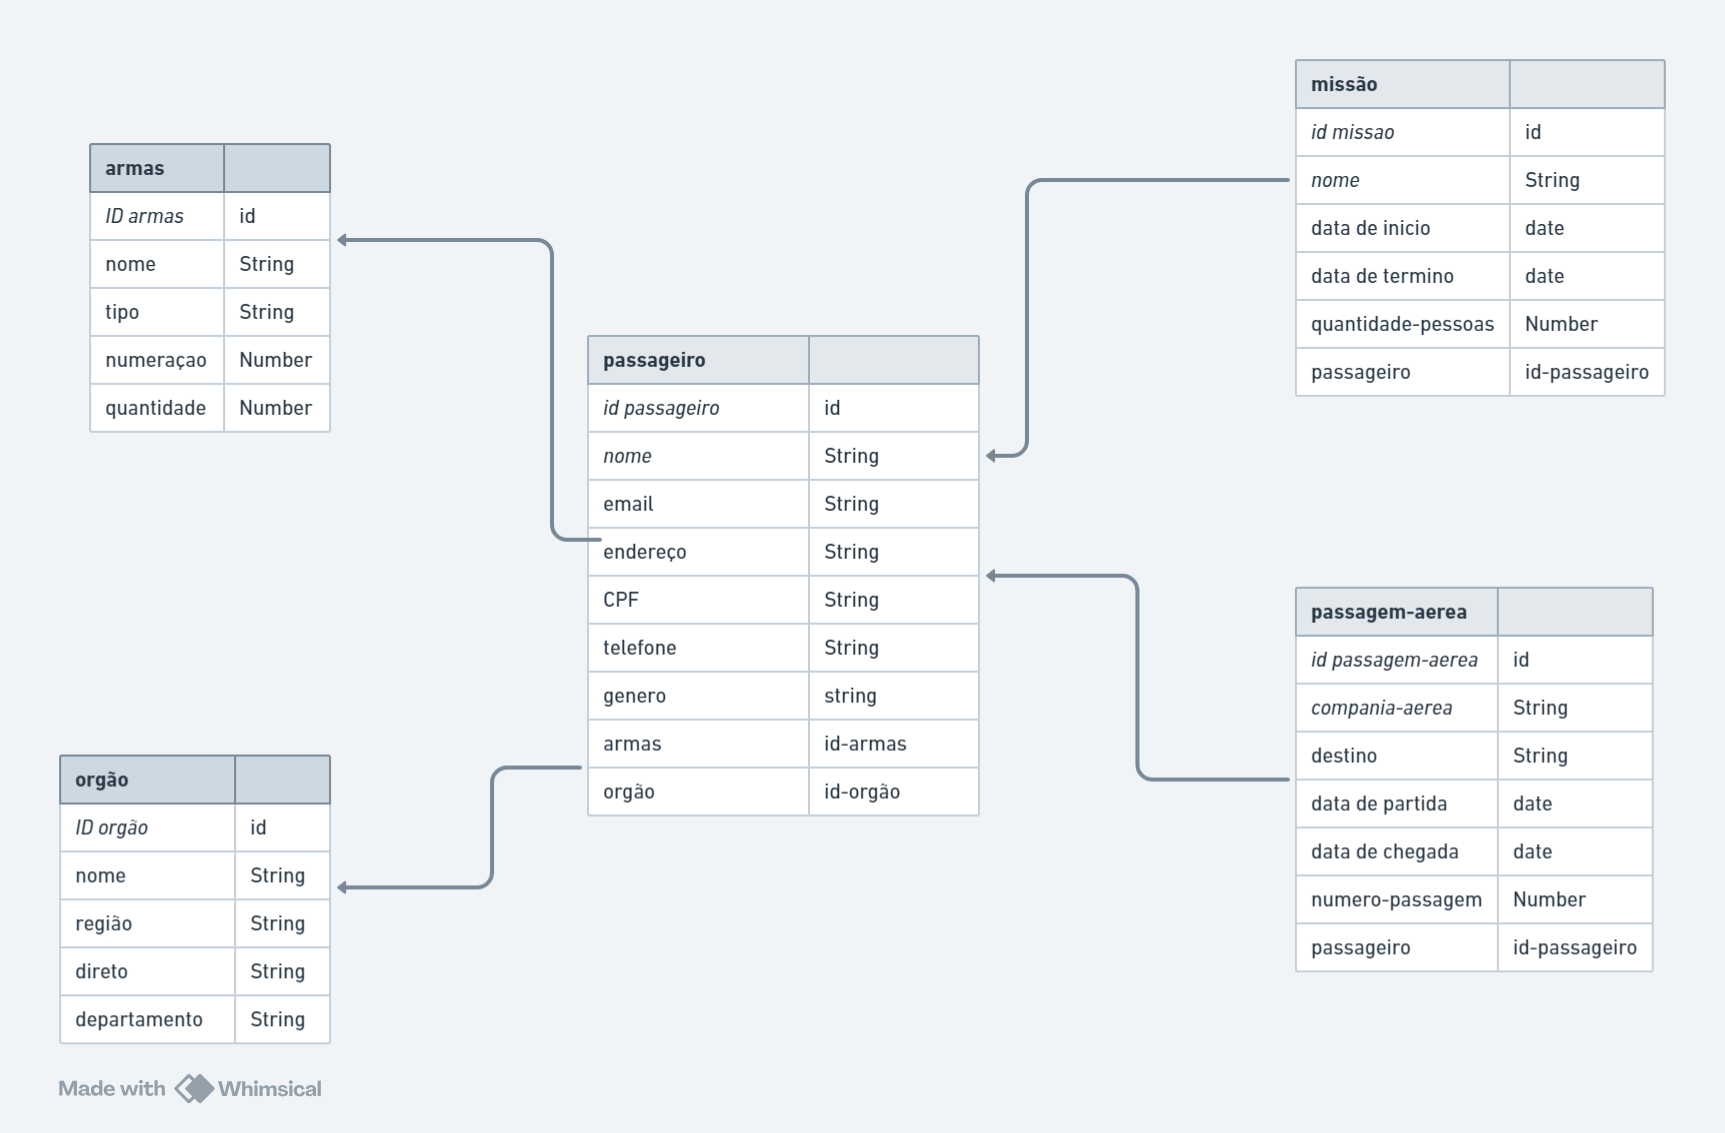 armas
ID armas id
nome String
tipo String
numeraçao Number
quantidade Number
orgão
ID orgão id
nome String
região String
direto String
departamento String
passageiro
id passageiro id
nome String
email String
endereço String
CPF String
telefone String
genero string
armas id-armas
orgão id-orgão
missão
id missao id
nome String
data de inicio date
data de termino date
quantidade-pessoas Number
passageiro id-passageiro
passagem-aerea
id passagem-aerea id
compania-aerea String
destino String
data de partida date
data de chegada date
numero-passagem Number
passageiro id-passageiro
Made with Whimsical